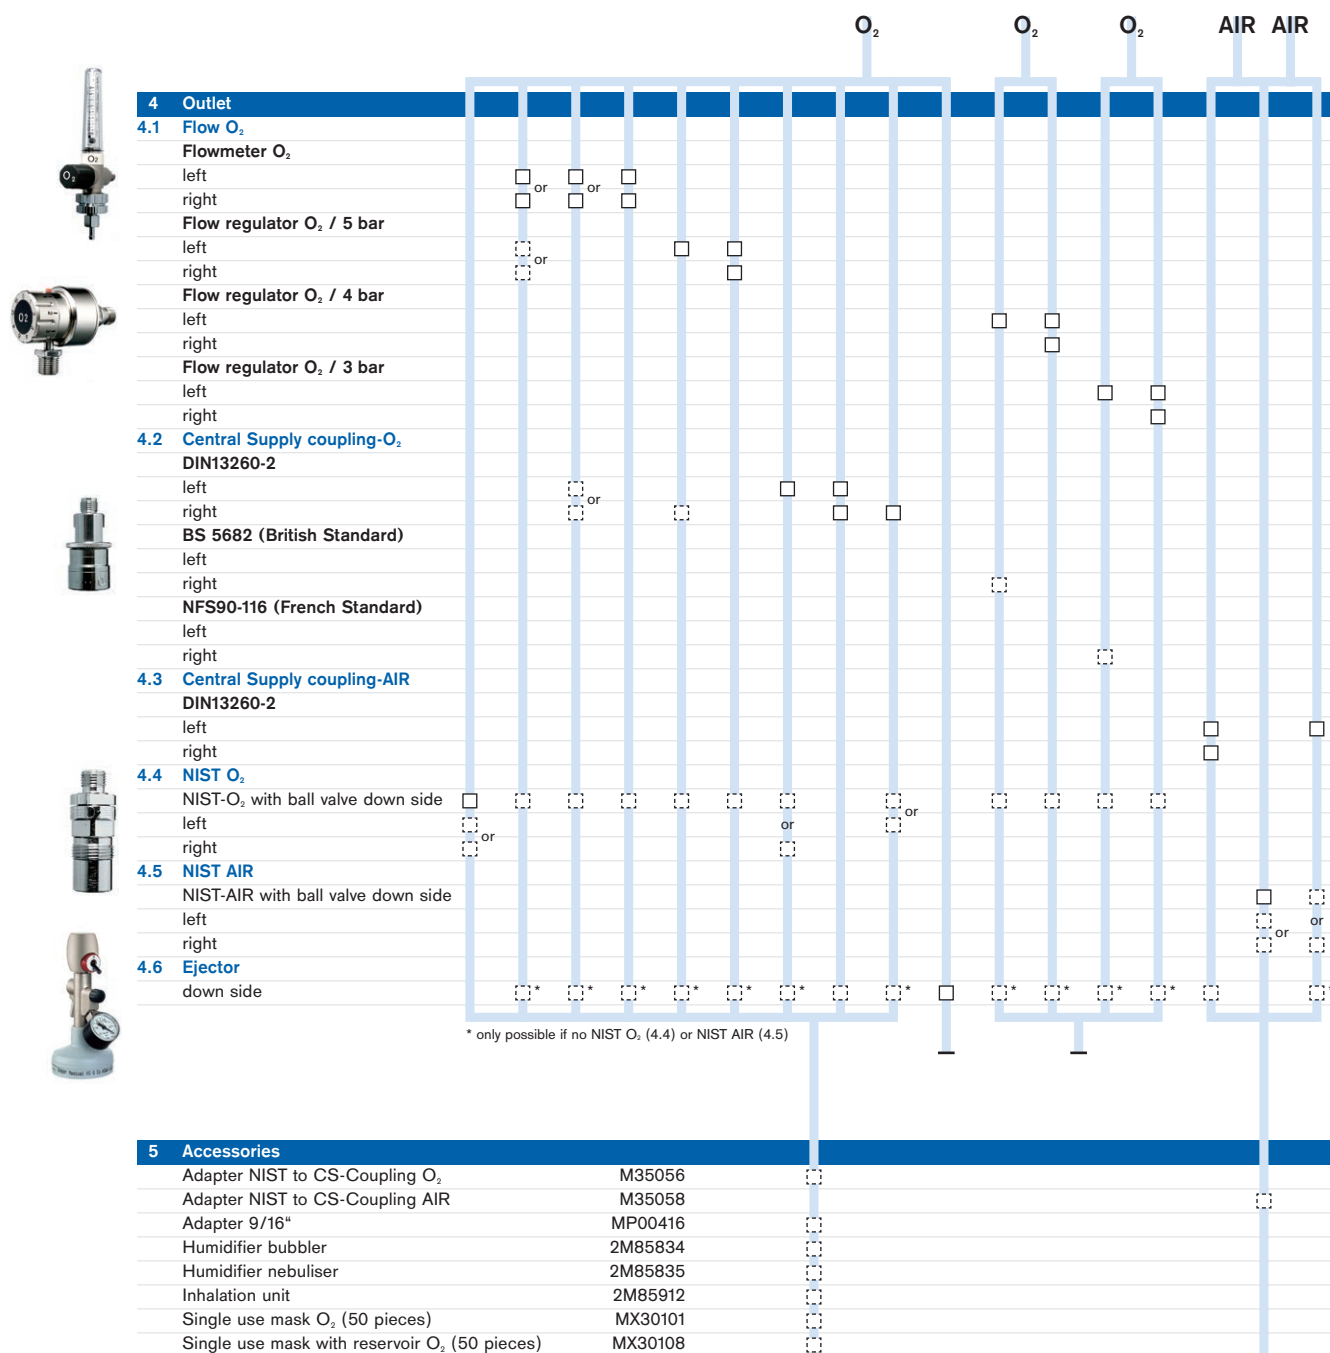 O₂ O₂ O₂ AIR AIR
4 Outlet
4.1 Flow O₂
Flowmeter O₂
left
or or
right
Flow regulator O₂ / 5 bar
left
or
right
Flow regulator O₂ / 4 bar
left
right
Flow regulator O₂ / 3 bar
left
right
4.2 Central Supply coupling-O₂
DIN13260-2
left
or
right
BS 5682 (British Standard)
left
right
NFS90-116 (French Standard)
left
right
4.3 Central Supply coupling-AIR
DIN13260-2
left
right
4.4 NIST O₂
NIST-O₂ with ball valve down side
or
left or
or
right
4.5 NIST AIR
NIST-AIR with ball valve down side
left or
or
right
4.6 Ejector
down side * * * * * * * * * * * *
* only possible if no NIST O₂ (4.4) or NIST AIR (4.5)
5 Accessories
Adapter NIST to CS-Coupling O₂ M35056
Adapter NIST to CS-Coupling AIR M35058
Adapter 9/16“ MP00416
Humidifier bubbler 2M85834
Humidifier nebuliser 2M85835
Inhalation unit 2M85912
Single use mask O₂ (50 pieces) MX30101
Single use mask with reservoir O₂ (50 pieces) MX30108
O₂
O₂
O₂